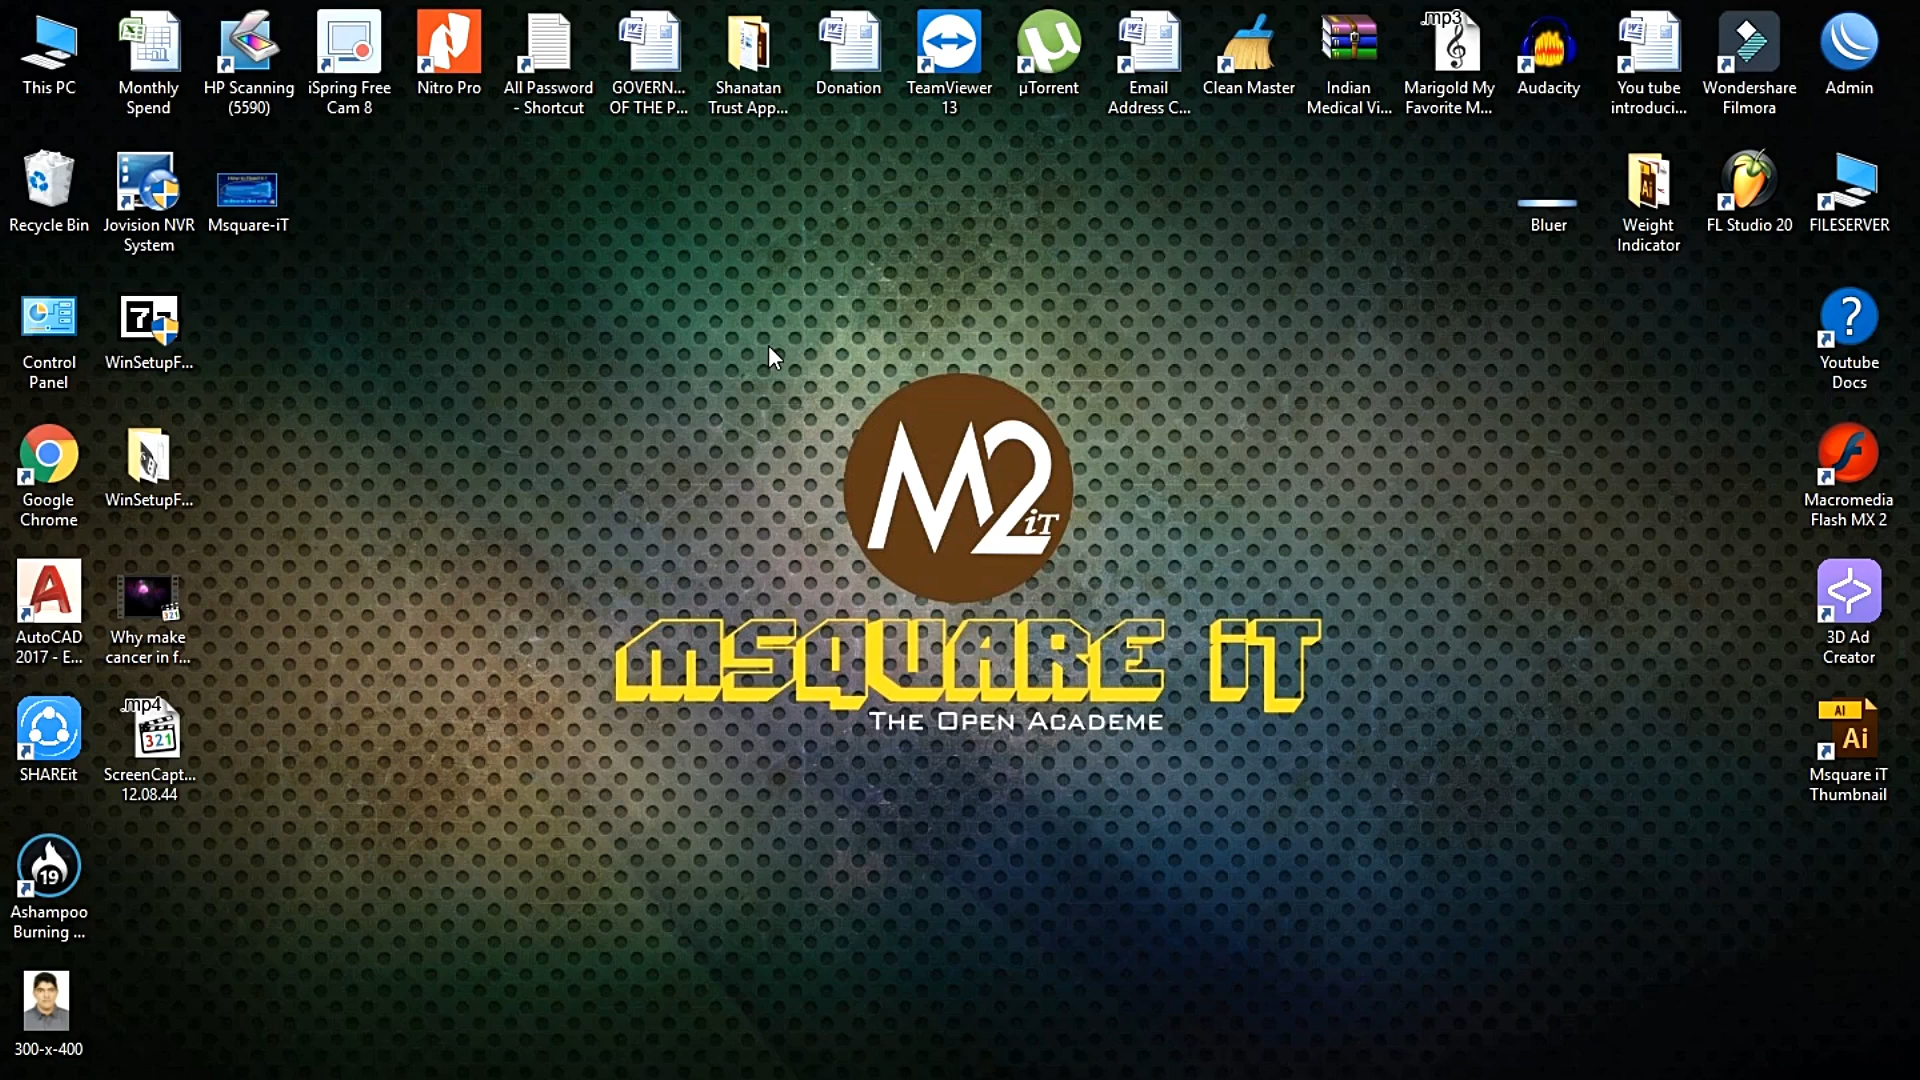 This PC
Monthly
Spend
HP Scanning
(5590)
iSpring Free
Cam 8
Nitro Pro
All Password
- Shortcut
GOVERN...
OF THE P...
Shanatan
Trust App...
Donation
TeamViewer
13
µTorrent
Email
Address C...
Clean Master
Indian
Medical Vi...
.mp3
Marigold My
Favorite M...
Audacity
You tube
introduci...
Wondershare
Filmora
Admin
Recycle Bin
Jovision NVR
System
Msquare-iT
Bluer
Weight
Indicator
FL Studio 20
FILESERVER
Control
Panel
WinSetupF...
Youtube
Docs
Google
Chrome
WinSetupF...
Macromedia
Flash MX 2
M2
iT
AutoCAD
2017 - E...
Why make
cancer in f...
MSQUARE iT
THE OPEN ACADEME
3D Ad
Creator
SHAREit
.mp4
321
ScreenCapt...
12.08.44
AI
Ai
Msquare iT
Thumbnail
19
Ashampoo
Burning ...
300-x-400